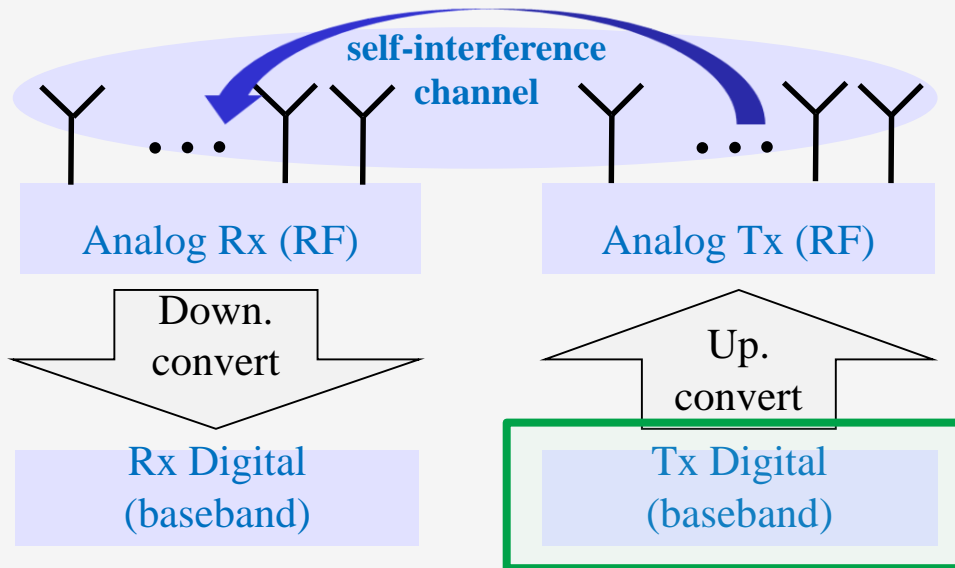 self-interference
channel
Analog Rx (RF)
Analog Tx (RF)
Down.
convert
Up.
convert
Rx Digital
(baseband)
Tx Digital
(baseband)